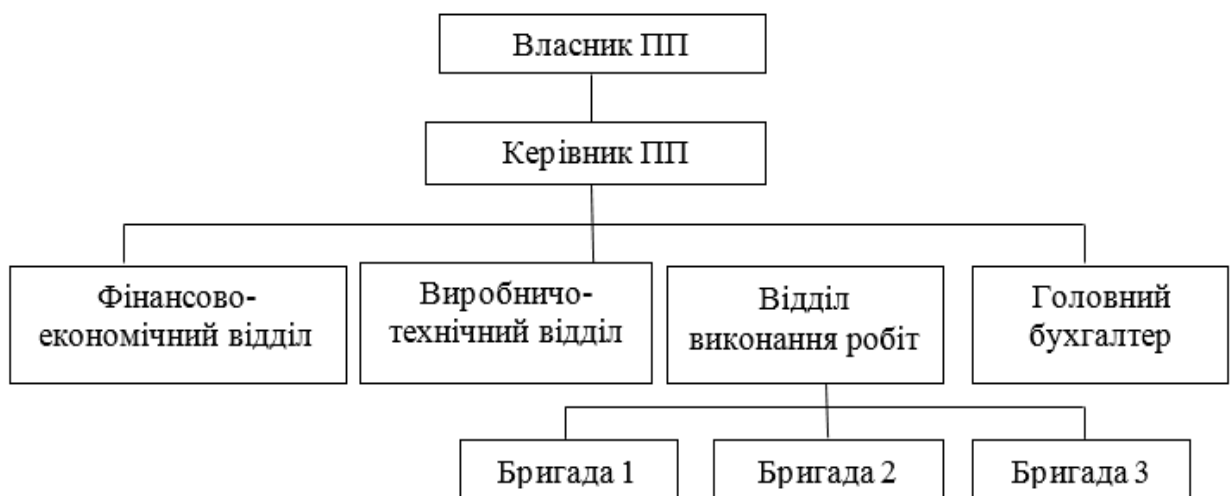 Власник ПП
Керівник ПП
Фінансово-
економічний відділ
Виробничо-
технічний відділ
Відділ
виконання робіт
Головний
бухгалтер
Бригада 1
Бригада 2
Бригада 3